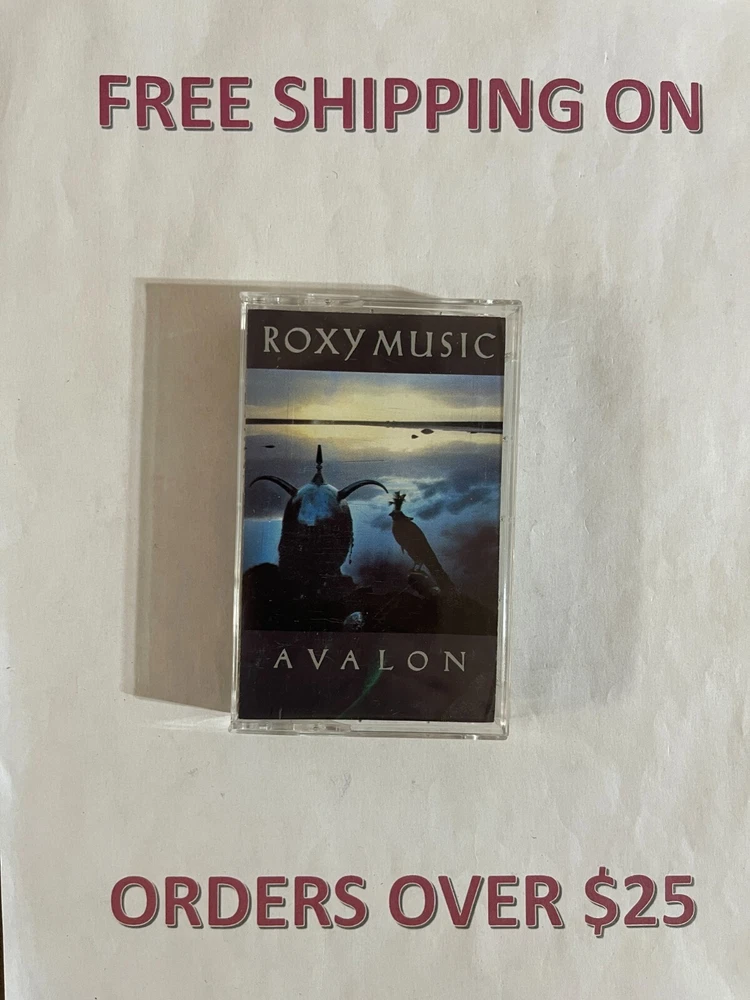 FREE SHIPPING ON
ROXY MUSIC
AVALON
ORDERS OVER $25